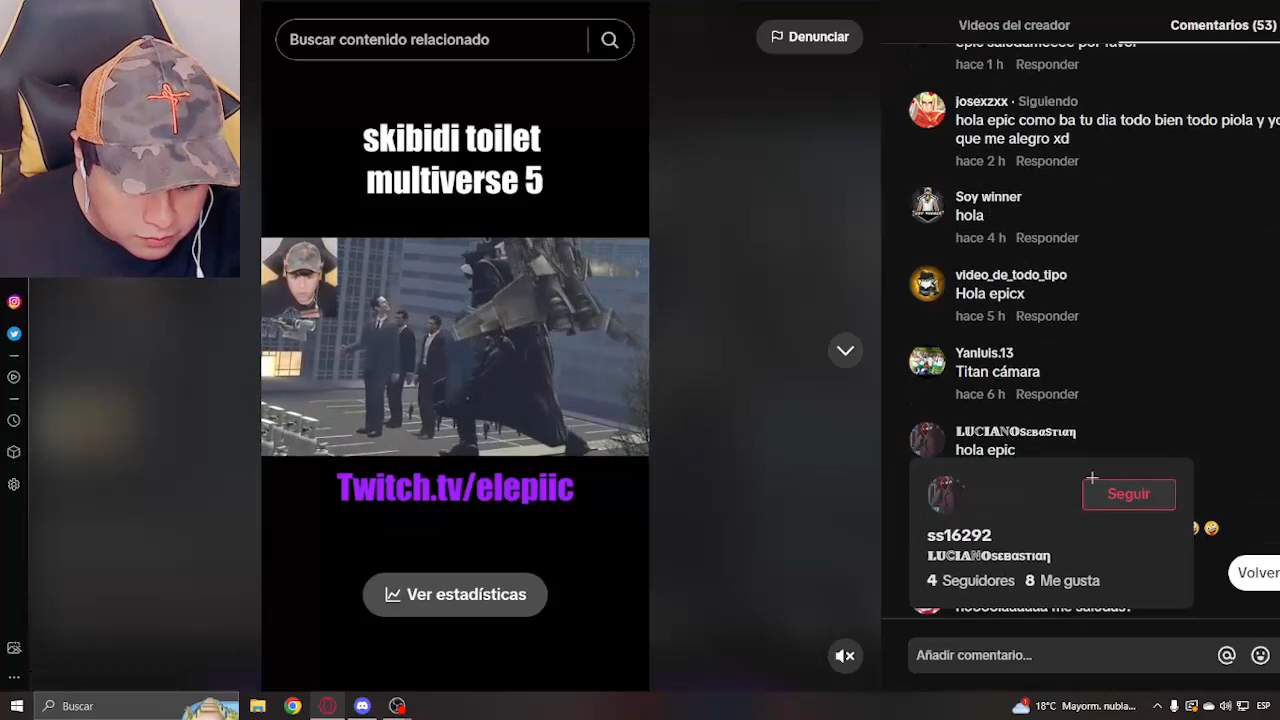 Buscar contenido relacionado
Denunciar
Videos del creador
Comentarios (53)
hace 1 h Responder
josexzxx · Siguiendo
hola epic como ba tu dia todo bien todo piola y yo
que me alegro xd
hace 2 h Responder
Soy winner
hola
hace 4 h Responder
video_de_todo_tipo
Hola epicx
hace 5 h Responder
Yanluis.13
Titan cámara
hace 6 h Responder
LUCIANOSεвαѕтιαη
hola epic
Seguir
ss16292
LUCIANOSεвαѕтιαη
4 Seguidores 8 Me gusta
Volver
skibidi toilet
multiverse 5
Twitch.tv/elepiic
Ver estadísticas
Añadir comentario...
Buscar
18°C Mayorm. nubla...
ESP